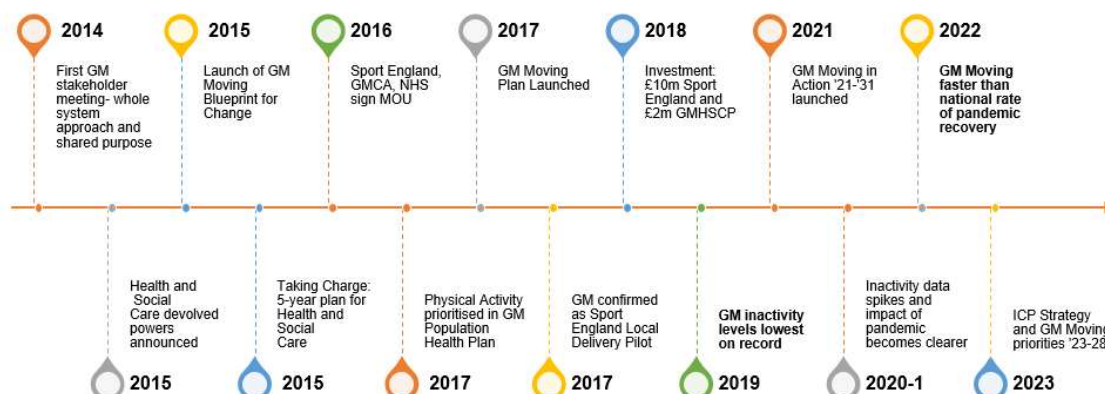 2014
First GM
stakeholder
meeting- whole
system
approach and
shared purpose
2015
Launch of GM
Moving
Blueprint for
Change
2016
Sport England,
GMCA, NHS
sign MOU
2017
GM Moving
Plan Launched
2018
Investment:
£10m Sport
England and
£2m GMHSCP
2021
GM Moving in
Action '21-'31
launched
2022
GM Moving
faster than
national rate
of pandemic
recovery
Health and
Social
Care devolved
powers
announced
2015
Taking Charge:
5-year plan for
Health and
Social
Care
2015
Physical Activity
prioritised in GM
Population
Health Plan
2017
GM confirmed
as Sport
England Local
Delivery Pilot
2017
GM inactivity
levels lowest
on record
2019
Inactivity data
spikes and
impact of
pandemic
becomes clearer
2020-1
ICP Strategy
and GM Moving
priorities '23-28
2023